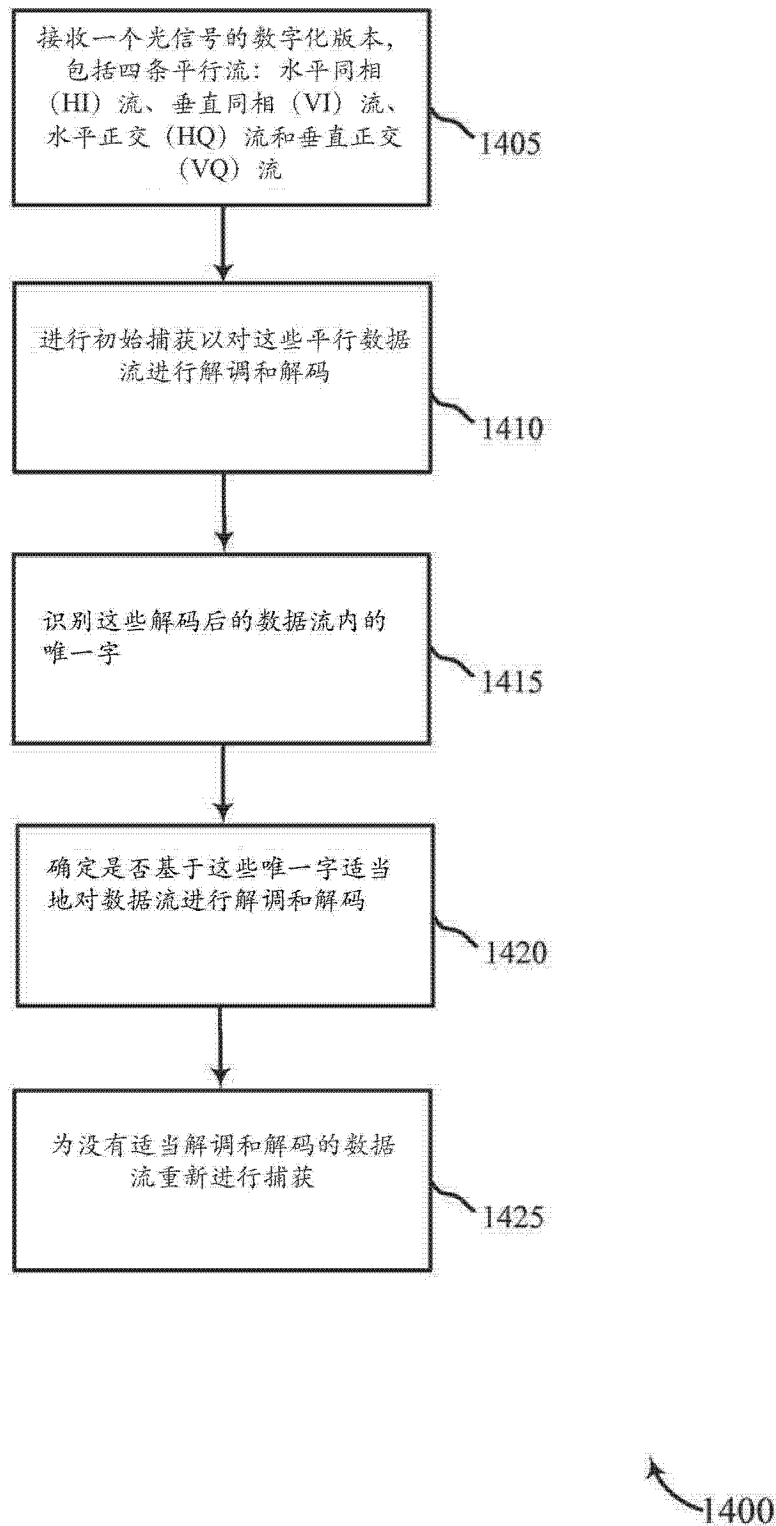 接收一个光信号的数字化版本，
包括四条平行流：水平同相
（HI）流、垂直同相（VI）流、
水平正交（HQ）流和垂直正交
（VQ）流
1405
进行初始捕获以对这些平行数据
流进行解调和解码
1410
识别这些解码后的数据流内的
唯一字
1415
确定是否基于这些唯一字适当
地对数据流进行解调和解码
1420
为没有适当解调和解码的数据
流重新进行捕获
1425
1400